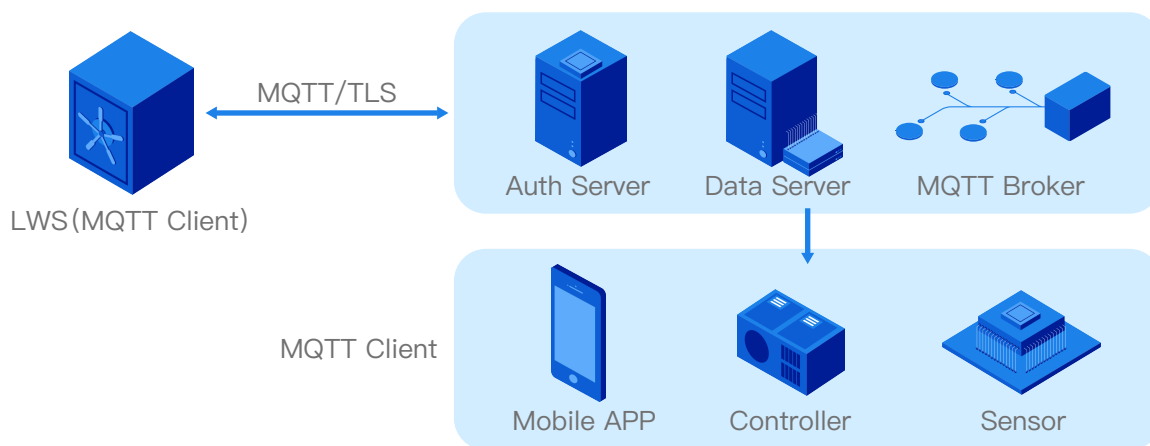 MQTT/TLS
LWS(MQTT Client)
Auth Server
Data Server
MQTT Broker
MQTT Client
Mobile APP
Controller
Sensor